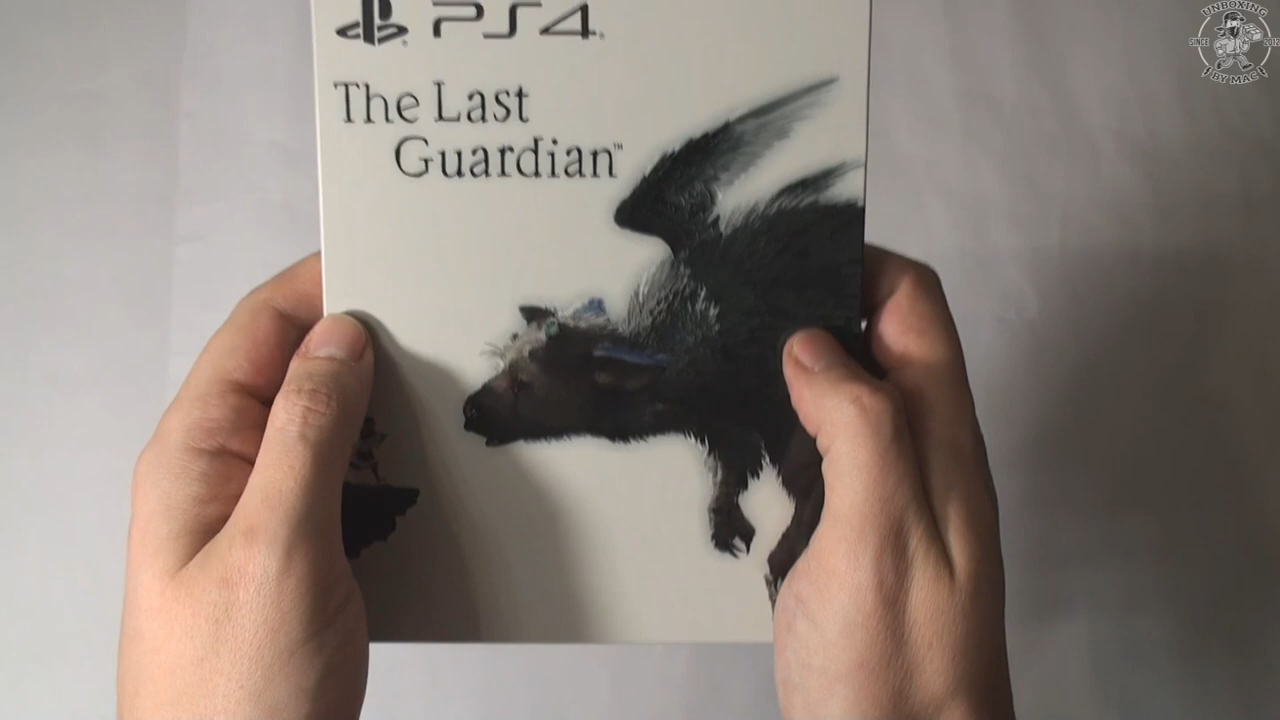 PS4
The Last
Guardian™
UNBOXING
SINCE 2012
BY MAC